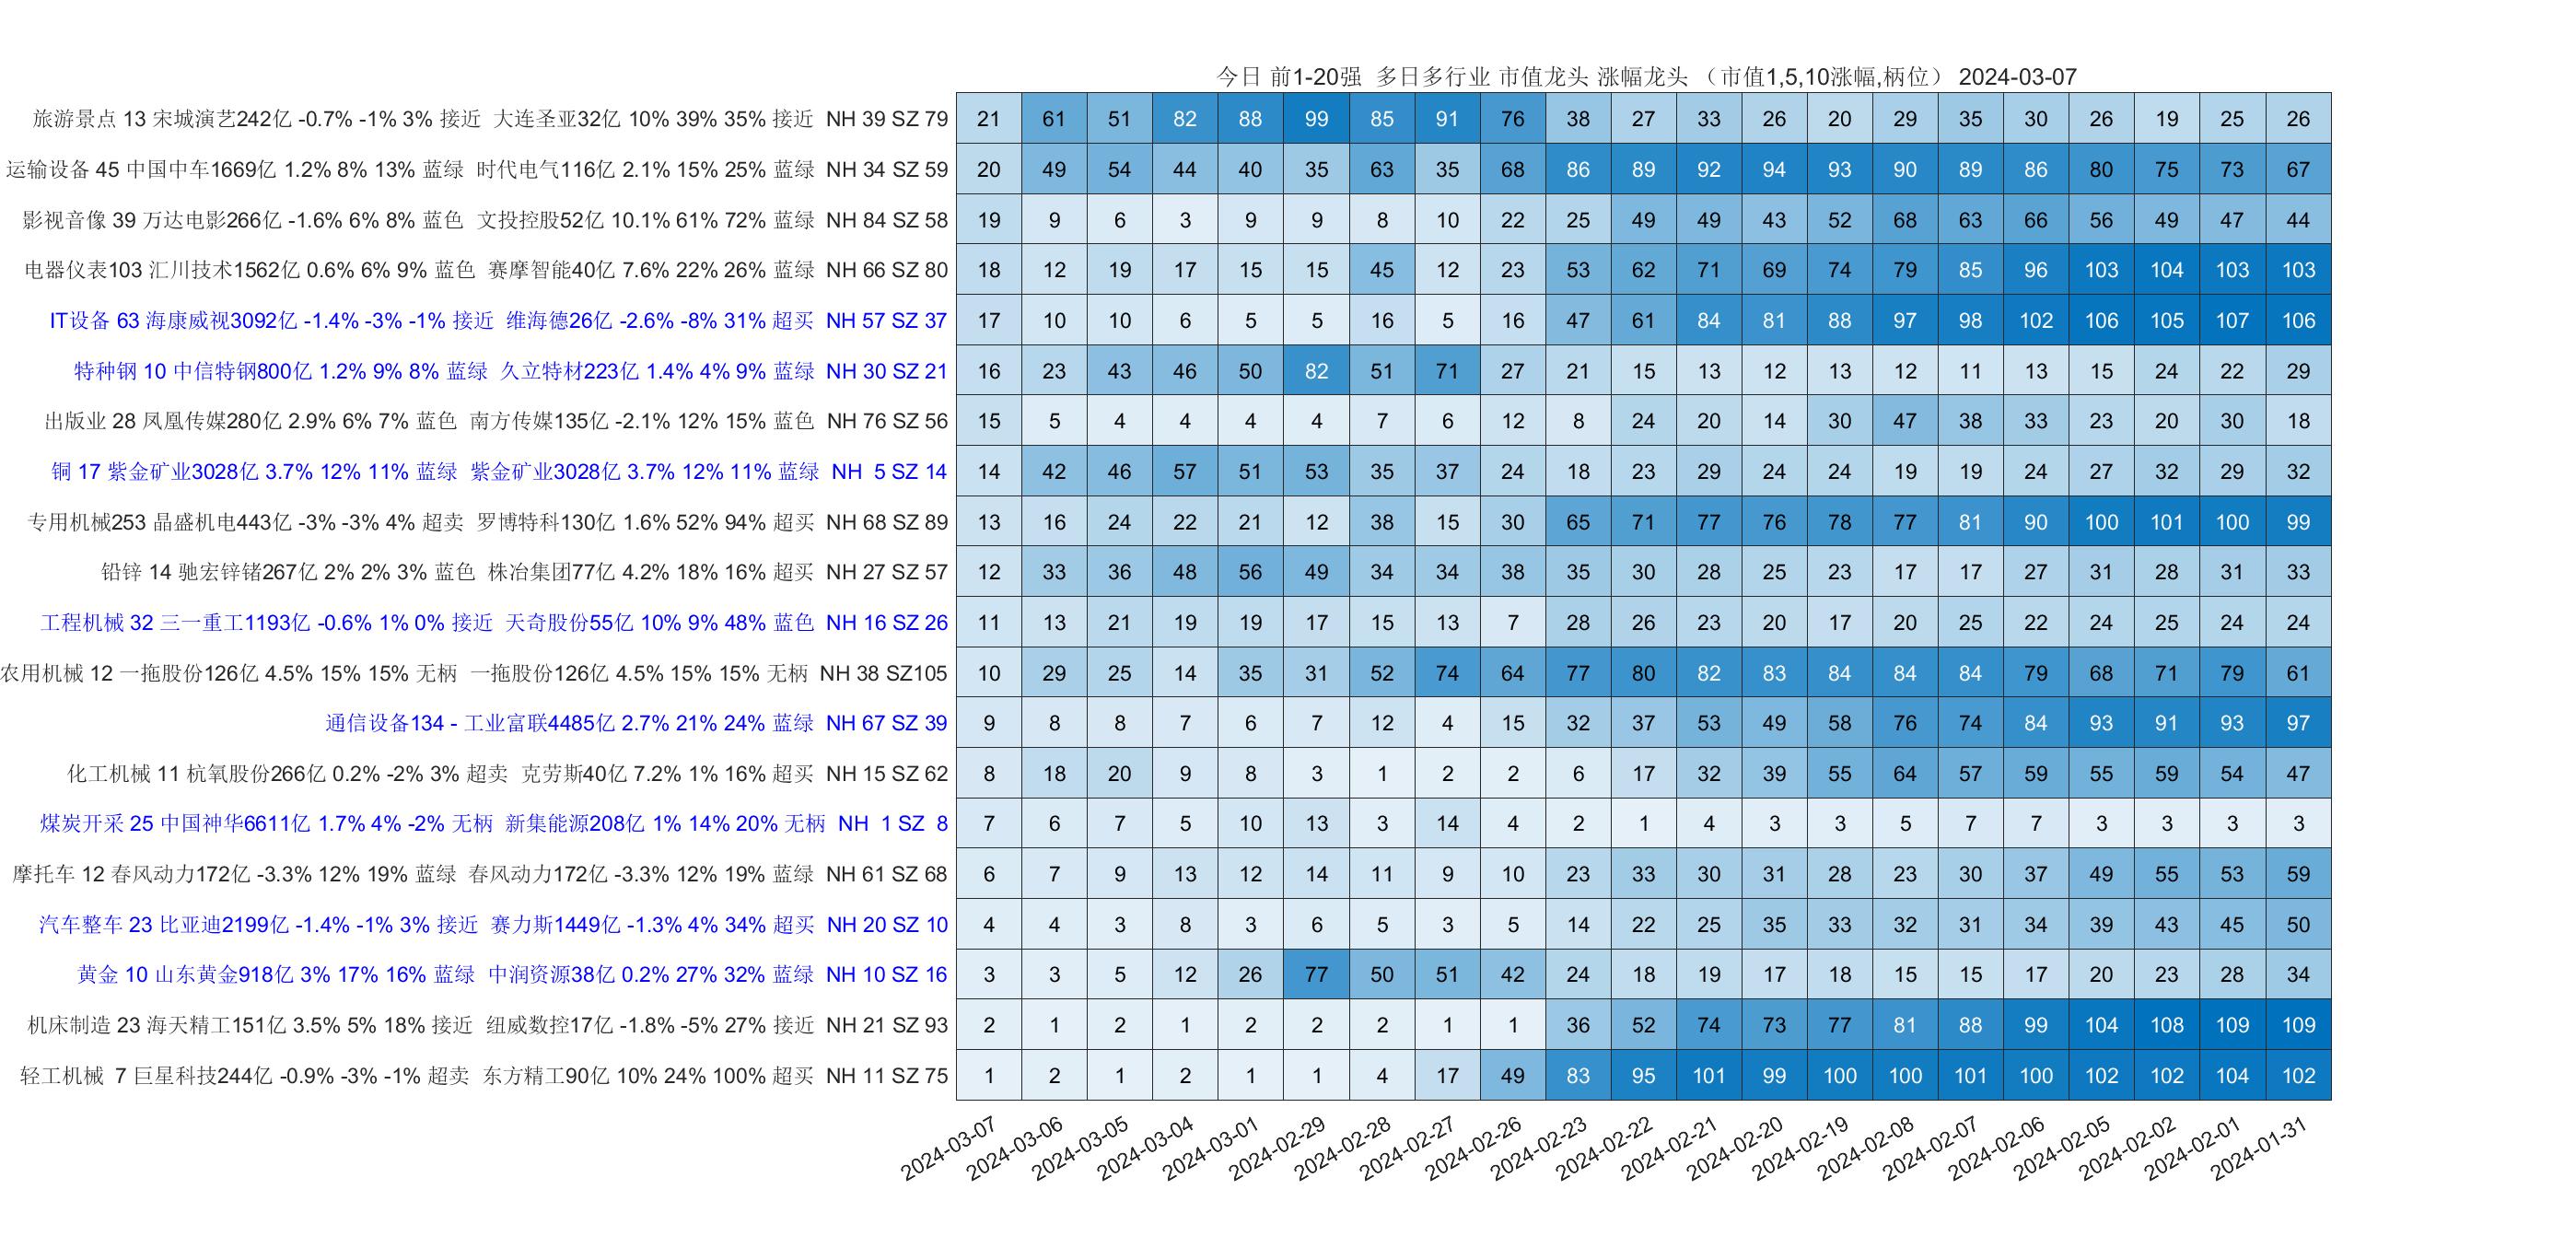 今日 前1-20强 多日多行业 市值龙头 涨幅龙头 （市值1,5,10涨幅,柄位） 2024-03-07
旅游景点 13 宋城演艺242亿 -0.7% -1% 3% 接近 大连圣亚32亿 10% 39% 35% 接近 NH 39 SZ 79 21 61 51 82 88 99 85 91 76 38 27 33 26 20 29 35 30 26 19 25 26
运输设备 45 中国中车1669亿 1.2% 8% 13% 蓝绿 时代电气116亿 2.1% 15% 25% 蓝绿 NH 34 SZ 59 20 49 54 44 40 35 63 35 68 86 89 92 94 93 90 89 86 80 75 73 67
影视音像 39 万达电影266亿 -1.6% 6% 8% 蓝色 文投控股52亿 10.1% 61% 72% 蓝绿 NH 84 SZ 58 19 9 6 3 9 9 8 10 22 25 49 49 43 52 68 63 66 56 49 47 44
电器仪表103 汇川技术1562亿 0.6% 6% 9% 蓝色 赛摩智能40亿 7.6% 22% 26% 蓝绿 NH 66 SZ 80 18 12 19 17 15 15 45 12 23 53 62 71 69 74 79 85 96 103 104 103 103
IT设备 63 海康威视3092亿 -1.4% -3% -1% 接近 维海德26亿 -2.6% -8% 31% 超买 NH 57 SZ 37 17 10 10 6 5 5 16 5 16 47 61 84 81 88 97 98 102 106 105 107 106
特种钢 10 中信特钢800亿 1.2% 9% 8% 蓝绿 久立特材223亿 1.4% 4% 9% 蓝绿 NH 30 SZ 21 16 23 43 46 50 82 51 71 27 21 15 13 12 13 12 11 13 15 24 22 29
出版业 28 凤凰传媒280亿 2.9% 6% 7% 蓝色 南方传媒135亿 -2.1% 12% 15% 蓝色 NH 76 SZ 56 15 5 4 4 4 4 7 6 12 8 24 20 14 30 47 38 33 23 20 30 18
铜 17 紫金矿业3028亿 3.7% 12% 11% 蓝绿 紫金矿业3028亿 3.7% 12% 11% 蓝绿 NH 5 SZ 14 14 42 46 57 51 53 35 37 24 18 23 29 24 24 19 19 24 27 32 29 32
专用机械253 晶盛机电443亿 -3% -3% 4% 超卖 罗博特科130亿 1.6% 52% 94% 超买 NH 68 SZ 89 13 16 24 22 21 12 38 15 30 65 71 77 76 78 77 81 90 100 101 100 99
铅锌 14 驰宏锌锗267亿 2% 2% 3% 蓝色 株冶集团77亿 4.2% 18% 16% 超买 NH 27 SZ 57 12 33 36 48 56 49 34 34 38 35 30 28 25 23 17 17 27 31 28 31 33
工程机械 32 三一重工1193亿 -0.6% 1% 0% 接近 天奇股份55亿 10% 9% 48% 蓝色 NH 16 SZ 26 11 13 21 19 19 17 15 13 7 28 26 23 20 17 20 25 22 24 25 24 24
农用机械 12 一拖股份126亿 4.5% 15% 15% 无柄 一拖股份126亿 4.5% 15% 15% 无柄 NH 38 SZ105 10 29 25 14 35 31 52 74 64 77 80 82 83 84 84 84 79 68 71 79 61
通信设备134 - 工业富联4485亿 2.7% 21% 24% 蓝绿 NH 67 SZ 39 9 8 8 7 6 7 12 4 15 32 37 53 49 58 76 74 84 93 91 93 97
化工机械 11 杭氧股份266亿 0.2% -2% 3% 超卖 克劳斯40亿 7.2% 1% 16% 超买 NH 15 SZ 62 8 18 20 9 8 3 1 2 2 6 17 32 39 55 64 57 59 55 59 54 47
煤炭开采 25 中国神华6611亿 1.7% 4% -2% 无柄 新集能源208亿 1% 14% 20% 无柄 NH 1 SZ 8 7 6 7 5 10 13 3 14 4 2 1 4 3 3 5 7 7 3 3 3 3
摩托车 12 春风动力172亿 -3.3% 12% 19% 蓝绿 春风动力172亿 -3.3% 12% 19% 蓝绿 NH 61 SZ 68 6 7 9 13 12 14 11 9 10 23 33 30 31 28 23 30 37 49 55 53 59
汽车整车 23 比亚迪2199亿 -1.4% -1% 3% 接近 赛力斯1449亿 -1.3% 4% 34% 超买 NH 20 SZ 10 4 4 3 8 3 6 5 3 5 14 22 25 35 33 32 31 34 39 43 45 50
黄金 10 山东黄金918亿 3% 17% 16% 蓝绿 中润资源38亿 0.2% 27% 32% 蓝绿 NH 10 SZ 16 3 3 5 12 26 77 50 51 42 24 18 19 17 18 15 15 17 20 23 28 34
机床制造 23 海天精工151亿 3.5% 5% 18% 接近 纽威数控17亿 -1.8% -5% 27% 接近 NH 21 SZ 93 2 1 2 1 2 2 2 1 1 36 52 74 73 77 81 88 99 104 108 109 109
轻工机械 7 巨星科技244亿 -0.9% -3% -1% 超卖 东方精工90亿 10% 24% 100% 超买 NH 11 SZ 75 1 2 1 2 1 1 4 17 49 83 95 101 99 100 100 101 100 102 102 104 102
2024-03-07 2024-03-06 2024-03-05 2024-03-04 2024-03-01 2024-02-29 2024-02-28 2024-02-27 2024-02-26 2024-02-23 2024-02-22 2024-02-21 2024-02-20 2024-02-19 2024-02-08 2024-02-07 2024-02-06 2024-02-05 2024-02-02 2024-02-01 2024-01-31